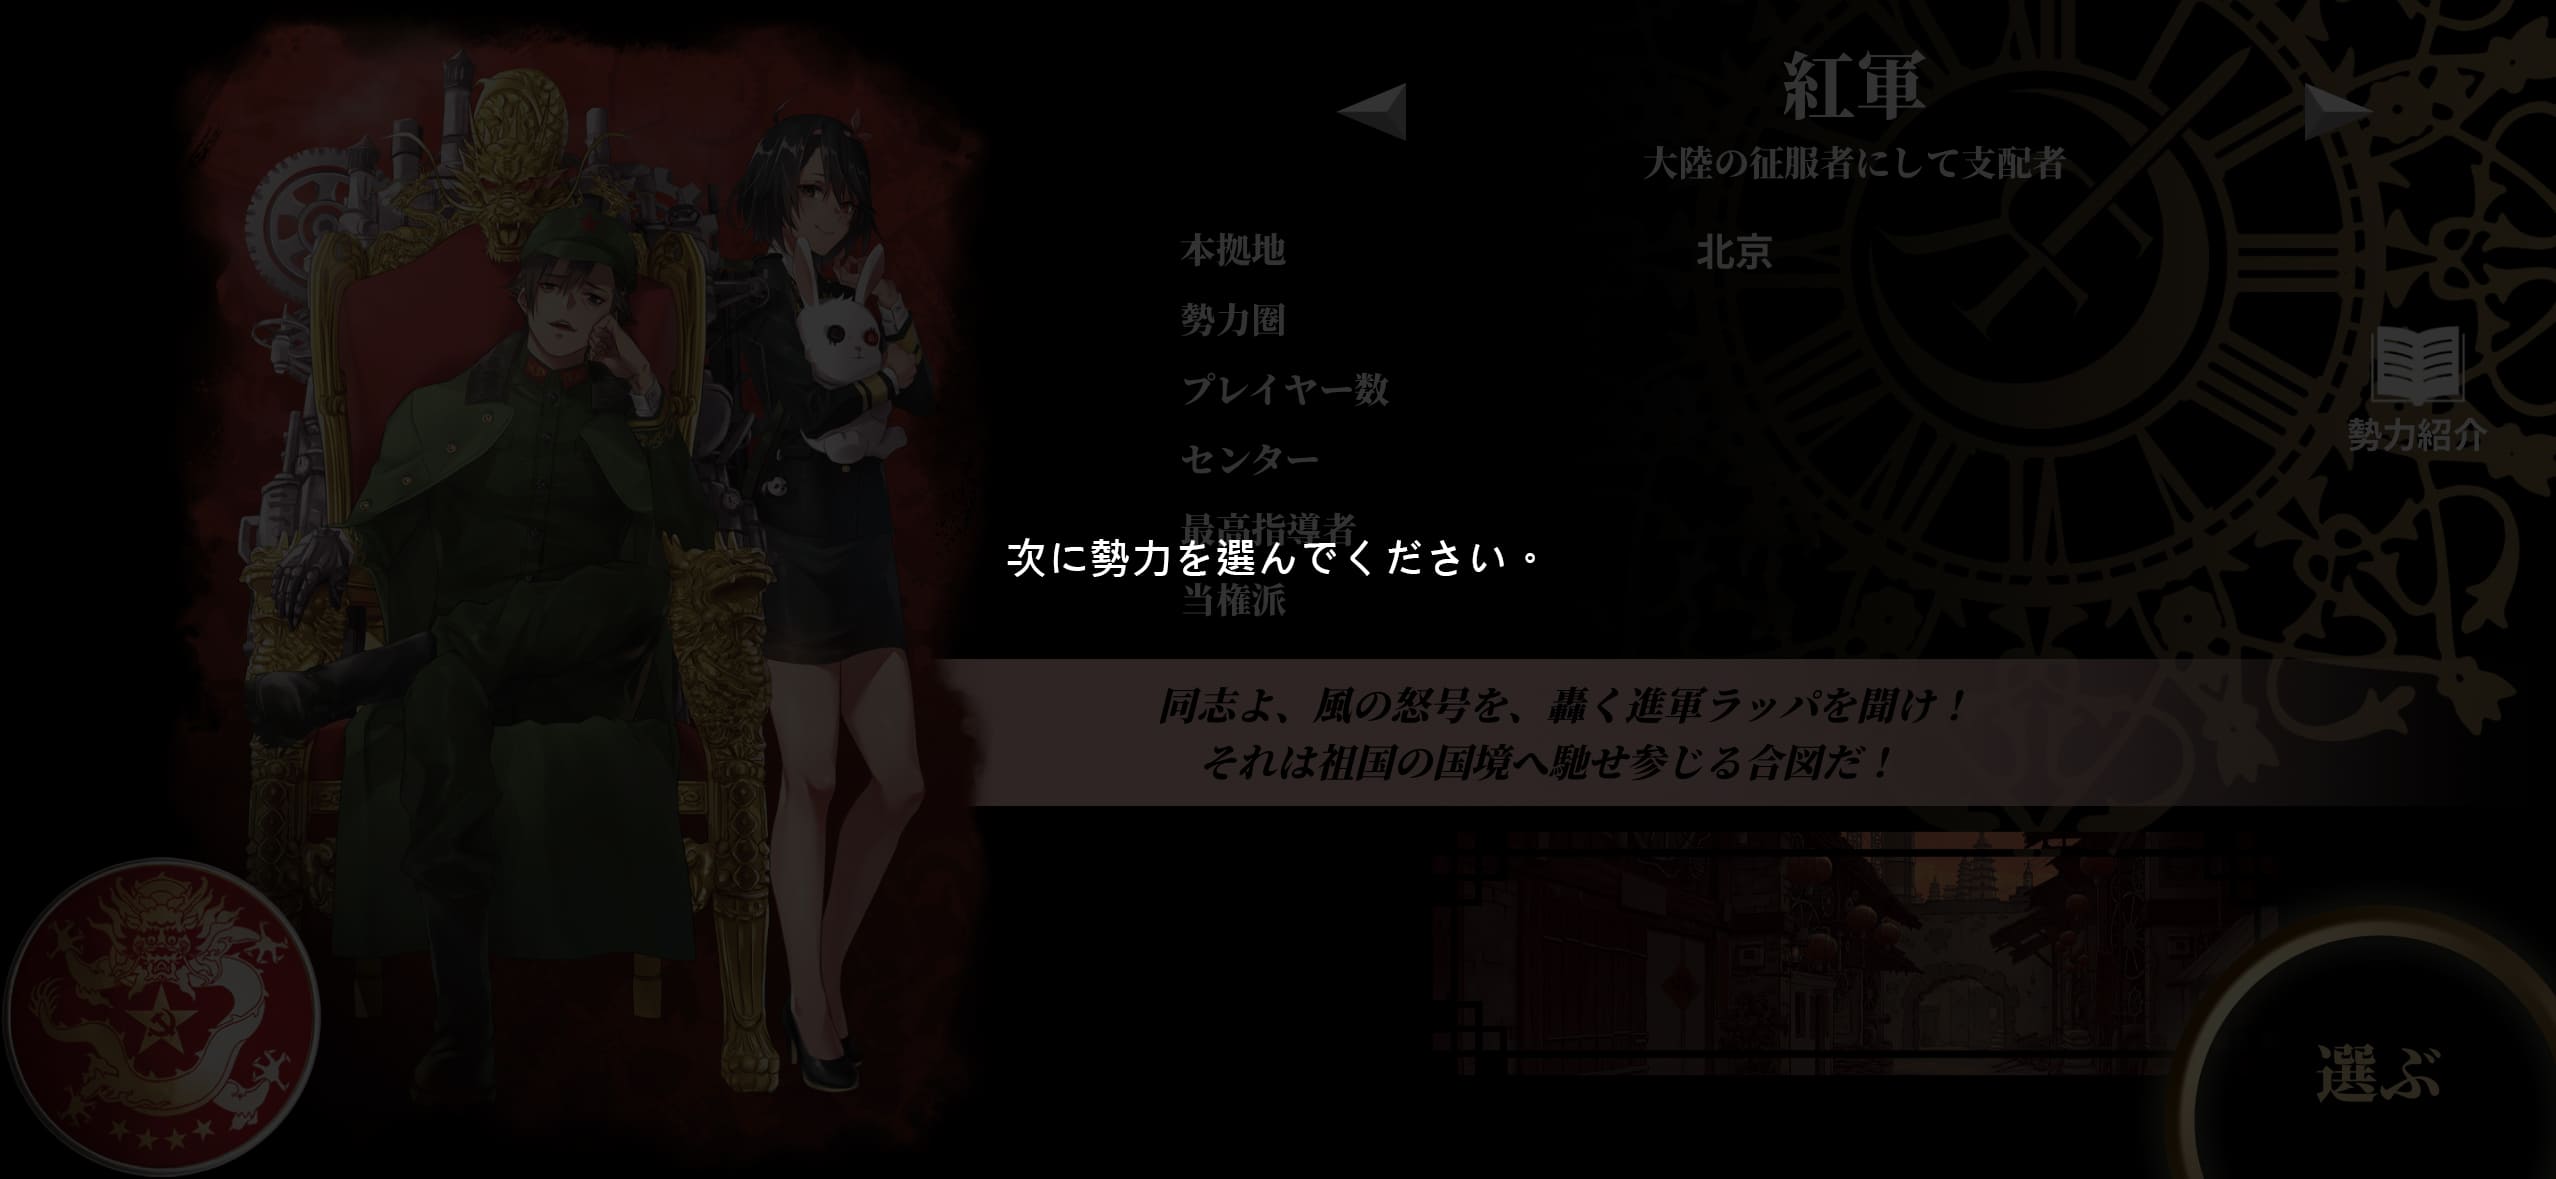 紅軍
大陸の征服者にして支配者
本拠地 北京
勢力圏
プレイヤー数
センター
最高指導者
次に勢力を選んでください。
当権派
勢力紹介
同志よ、風の怒号を、轟く進軍ラッパを聞け！
それは祖国の国境へ馳せ参じる合図だ！
選ぶ